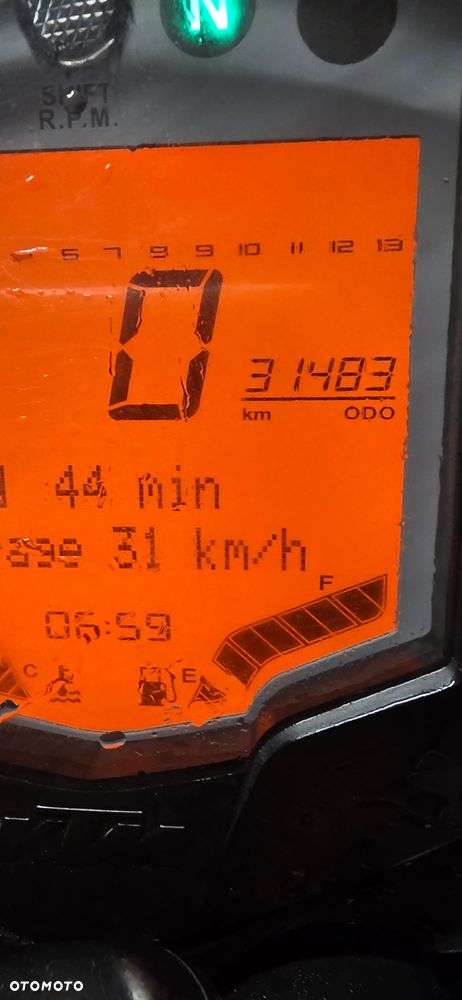 N
SHIFT
R.P.M.
5 7 8 9 10 11 12 13
0
31483
km ODO
44 min
31 km/h
F
06:59
C E
OTOMOTO